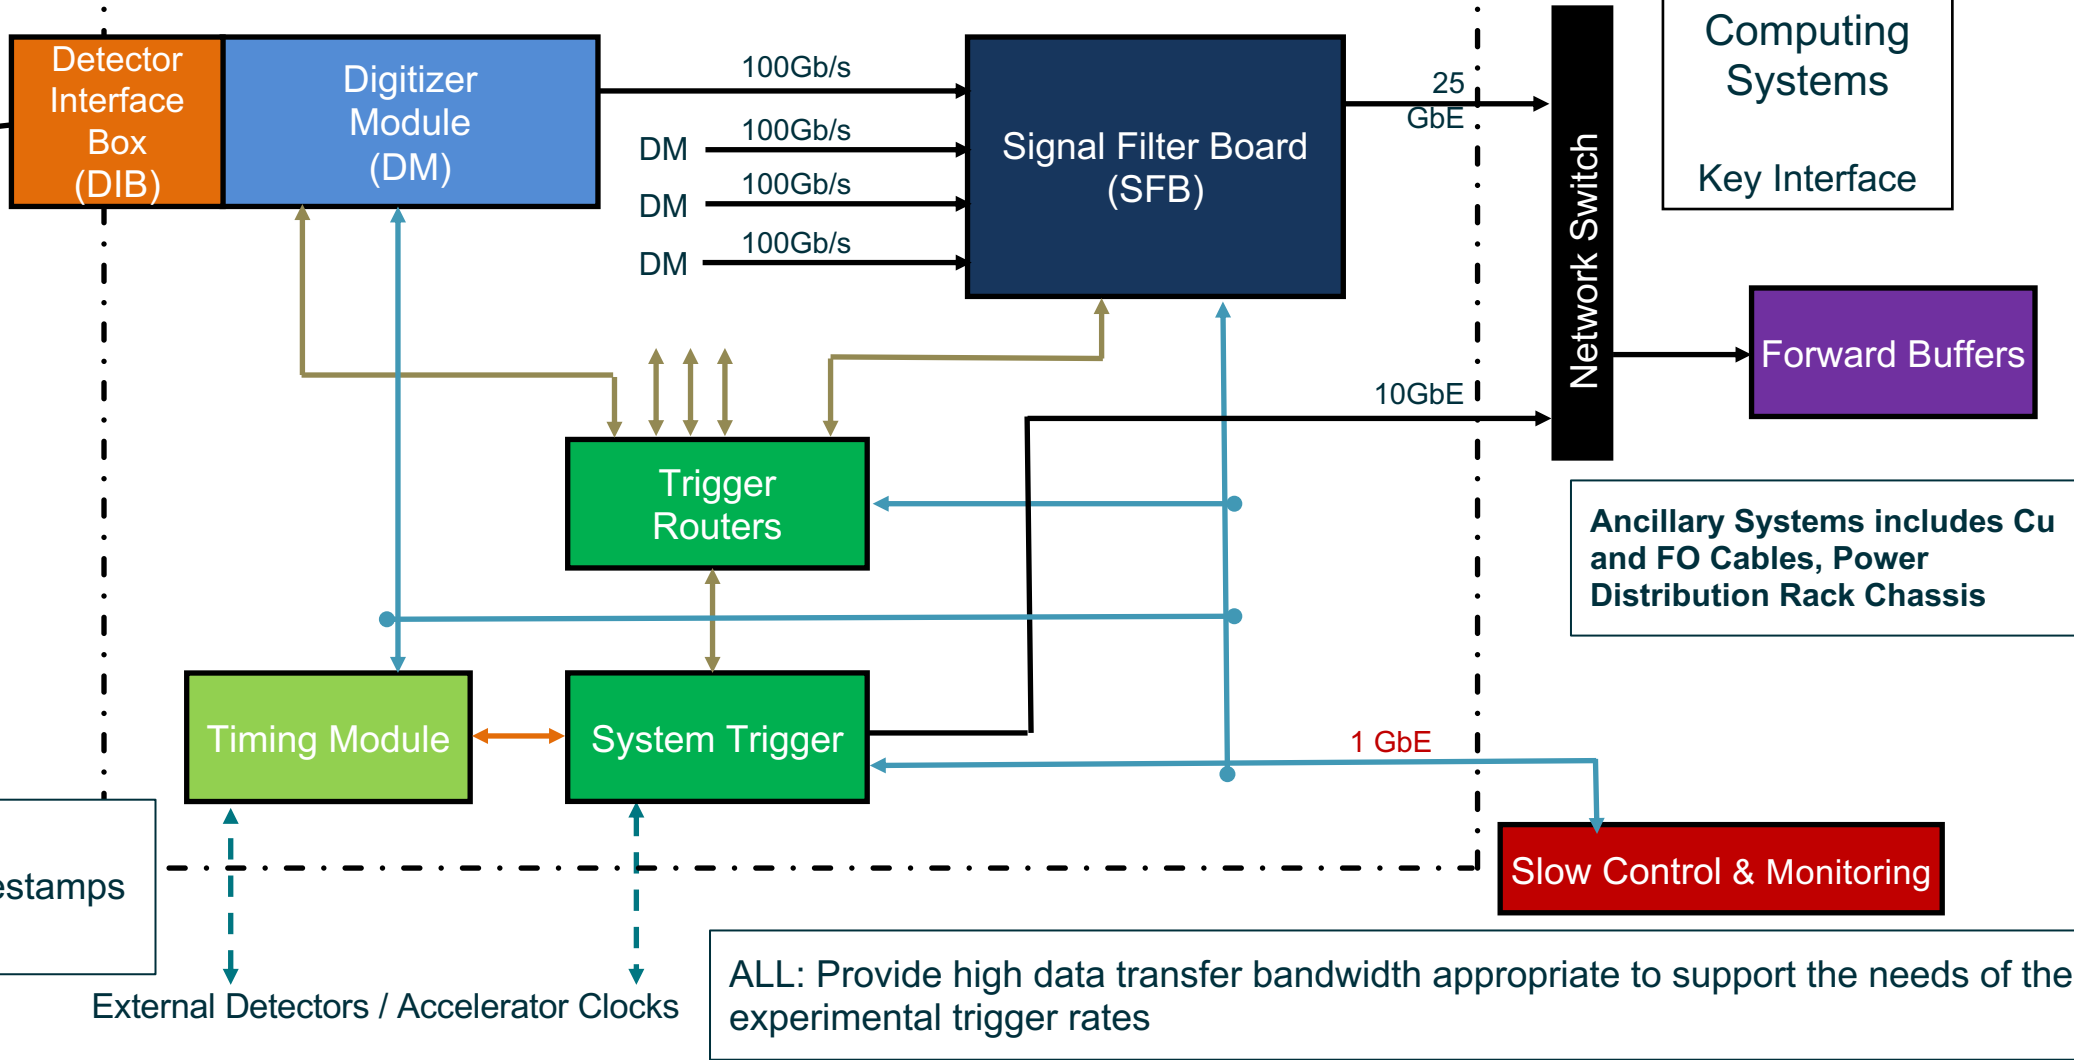 Detector
Interface
Box
(DIB)
Digitizer
Module
(DM)
100Gb/s
DM
100Gb/s
DM
100Gb/s
DM
100Gb/s
Signal Filter Board
(SFB)
25
GbE
Network Switch
Computing
Systems
Key Interface
Forward Buffers
10GbE
Trigger
Routers
Ancillary Systems includes Cu
and FO Cables, Power
Distribution Rack Chassis
Timing Module
System Trigger
1 GbE
Slow Control & Monitoring
estamps
External Detectors / Accelerator Clocks
ALL: Provide high data transfer bandwidth appropriate to support the needs of the
experimental trigger rates